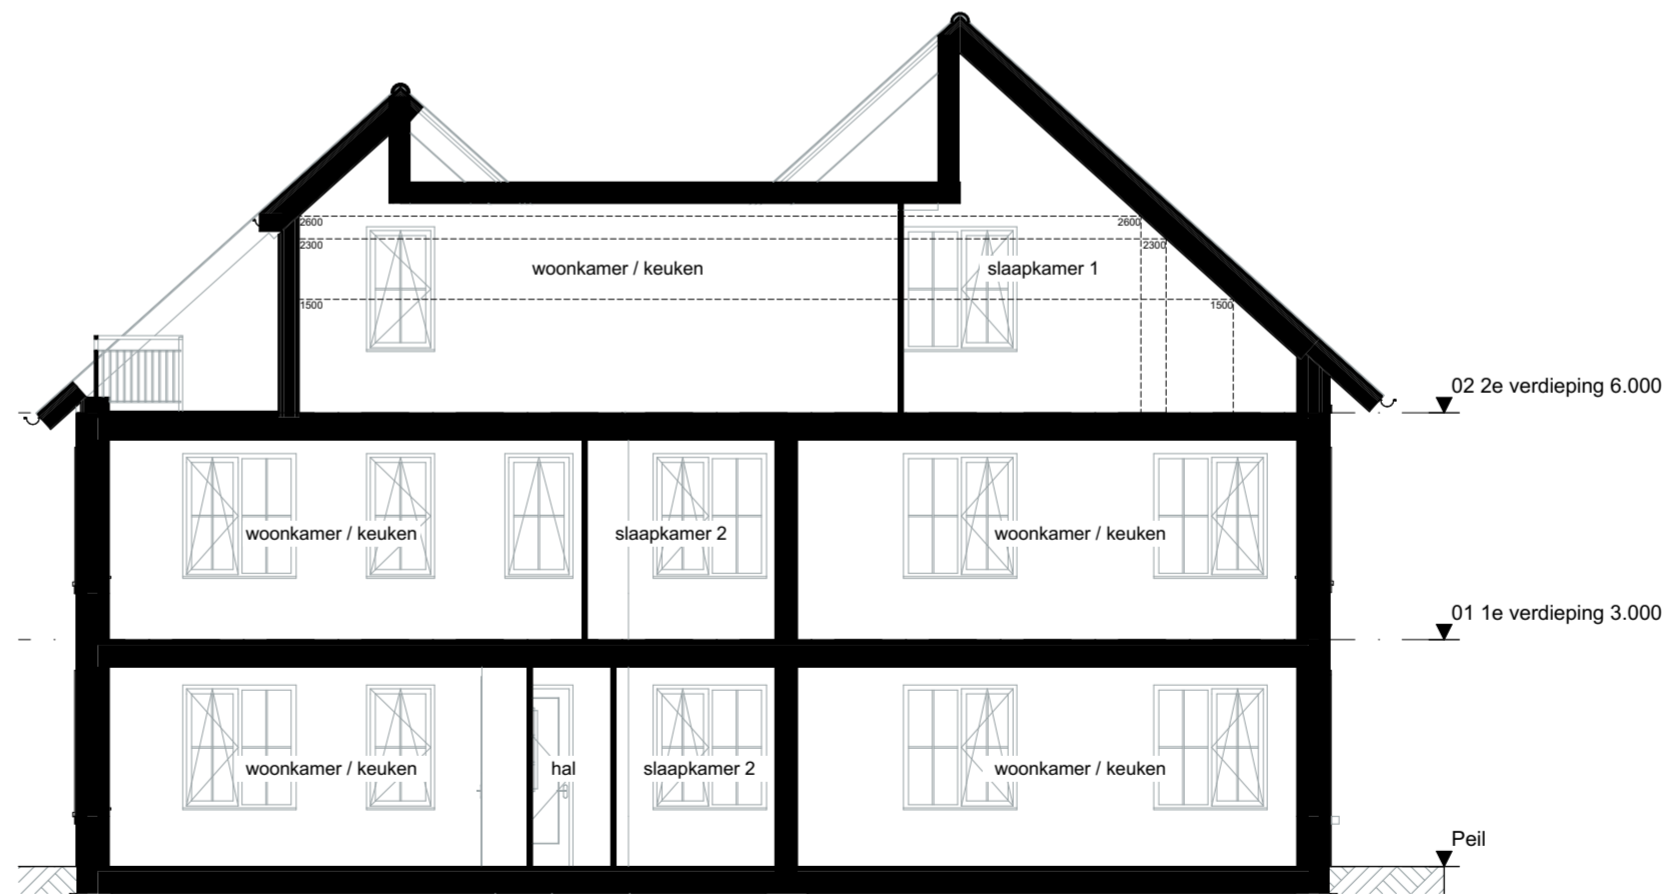 2600
2600
2300
2300
woonkamer / keuken
slaapkamer 1
1500
1500
02 2e verdieping 6.000
woonkamer / keuken
slaapkamer 2
woonkamer / keuken
01 1e verdieping 3.000
woonkamer / keuken
hal
slaapkamer 2
woonkamer / keuken
Peil